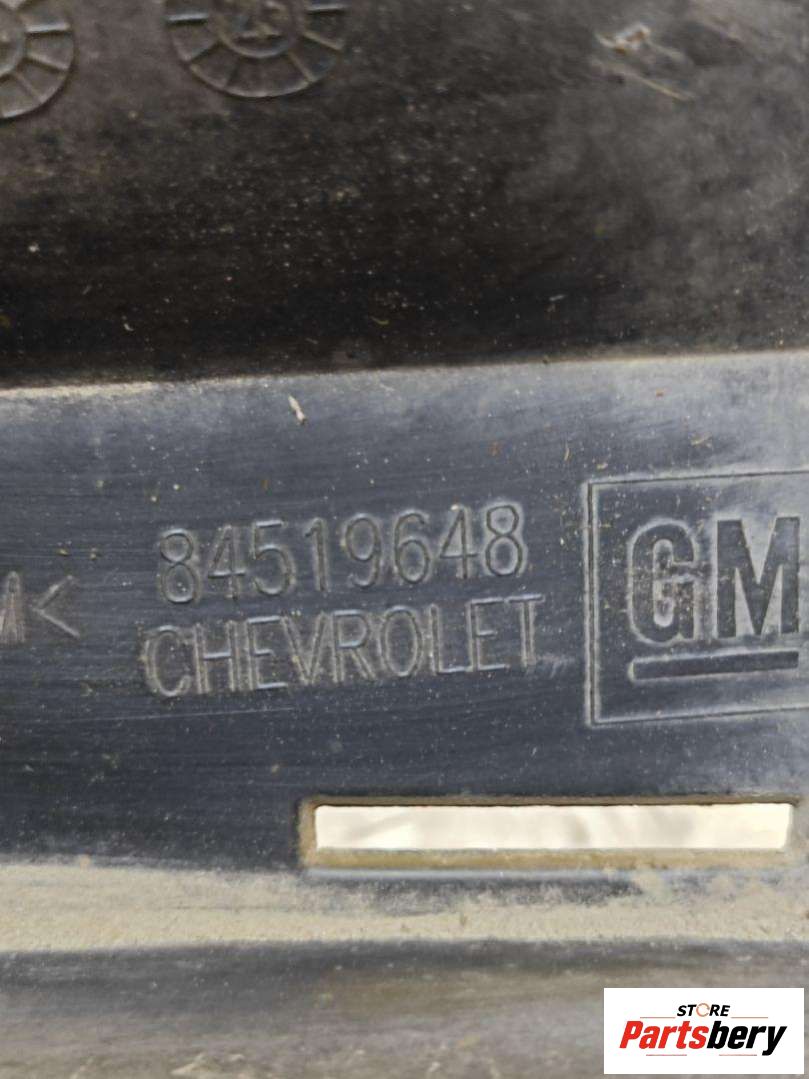 84519648
M<
CHEVROLET
GM
STORE
Partsbery